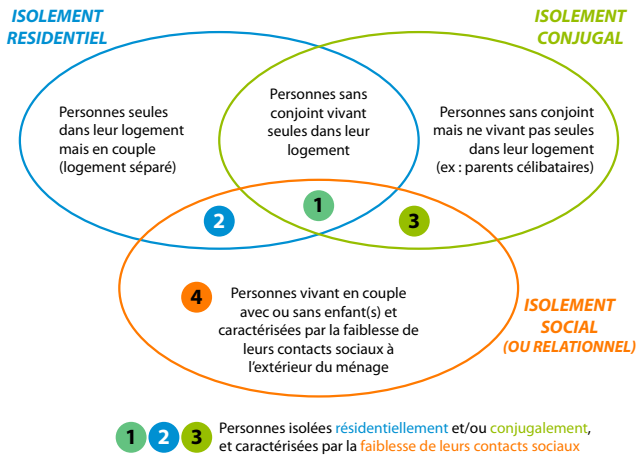 ISOLEMENT
RESIDENTIEL
ISOLEMENT
CONJUGAL
Personnes seules
dans leur logement
mais en couple
(logement séparé)
Personnes sans
conjoint vivant
seules dans leur
logement
Personnes sans conjoint
mais ne vivant pas seules
dans leur logement
(ex : parents célibataires)
2
1
3
4
Personnes vivant en couple
avec ou sans enfant(s) et
caractérisées par la faiblesse de
leurs contacts sociaux à
l'extérieur du ménage
ISOLEMENT
SOCIAL
(OU RELATIONNEL)
1 2 3
Personnes isolées résidentiellement et/ou conjugalement,
et caractérisées par la faiblesse de leurs contacts sociaux